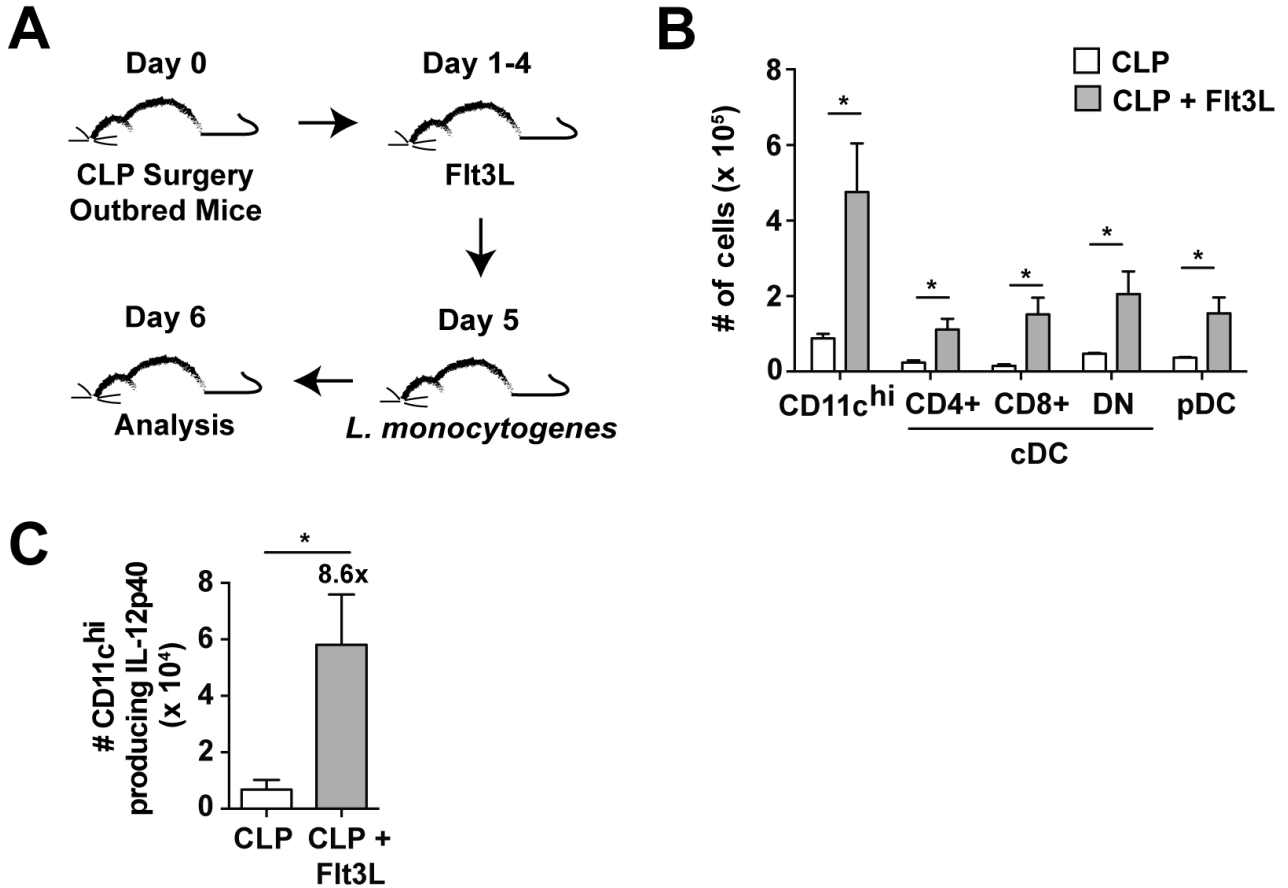 A
Day 0
CLP Surgery
Outbred Mice
Day 1-4
Flt3L
Day 5
L. monocytogenes
Day 6
Analysis
B
CLP
CLP + Flt3L
# of cells (x 10⁵)
8
6
4
2
0
*
*
*
*
*
CD11c^hi
CD4+
CD8+
DN
pDC
cDC
C
# CD11c^hi
producing IL-12p40
(x 10⁴)
8
6
4
2
0
*
8.6x
CLP
CLP +
Flt3L